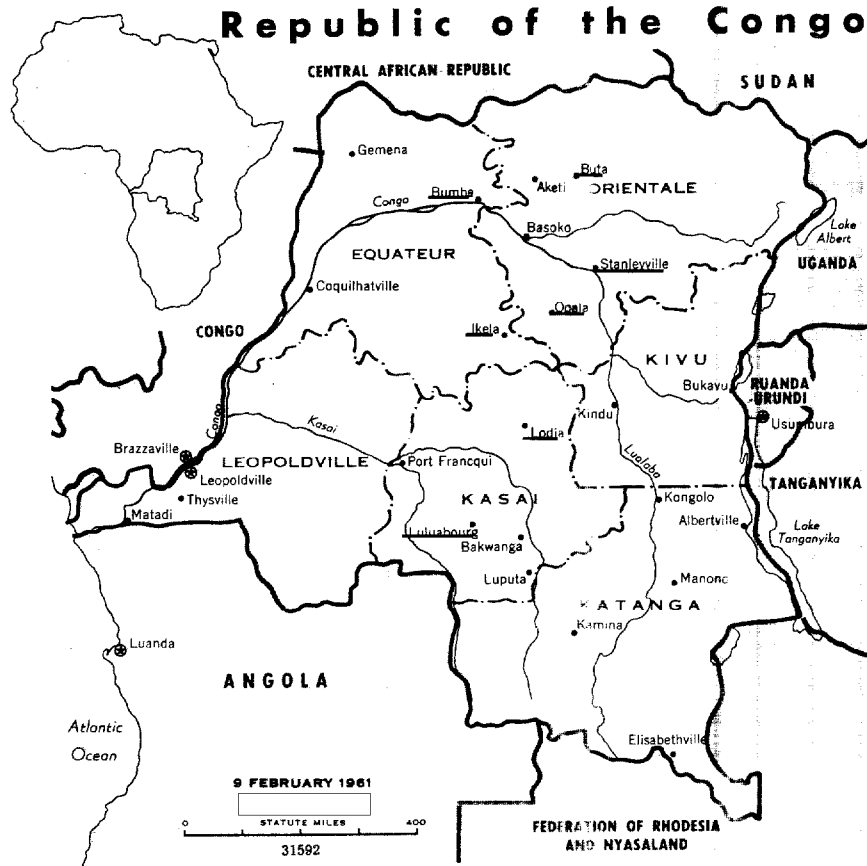 Republic of the Congo
CENTRAL AFRICAN REPUBLIC
SUDAN
Gemena
Buta
Aketi
ORIENTALE
Bumba
Congo
Lake
Albert
Basoko
EQUATEUR
Stanleyville
UGANDA
Coquilhatville
Opala
CONGO
Ikela
KIVU
Bukavu
RUANDA
URUNDI
Congo
Kindu
Usumbura
Kasai
Lodja
Brazzaville
LEOPOLDVILLE
Port Francqui
Lualaba
Leopoldville
TANGANYIKA
Thysville
KASAI
Kongolo
Matadi
Albertville
Lake
Tanganyika
Luluabourg
Bakwanga
Luputa
Manono
KATANGA
Kamina
Luanda
ANGOLA
Atlantic
Ocean
Elisabethville
9 FEBRUARY 1961
STATUTE MILES
0 400
31592
FEDERATION OF RHODESIA
AND NYASALAND